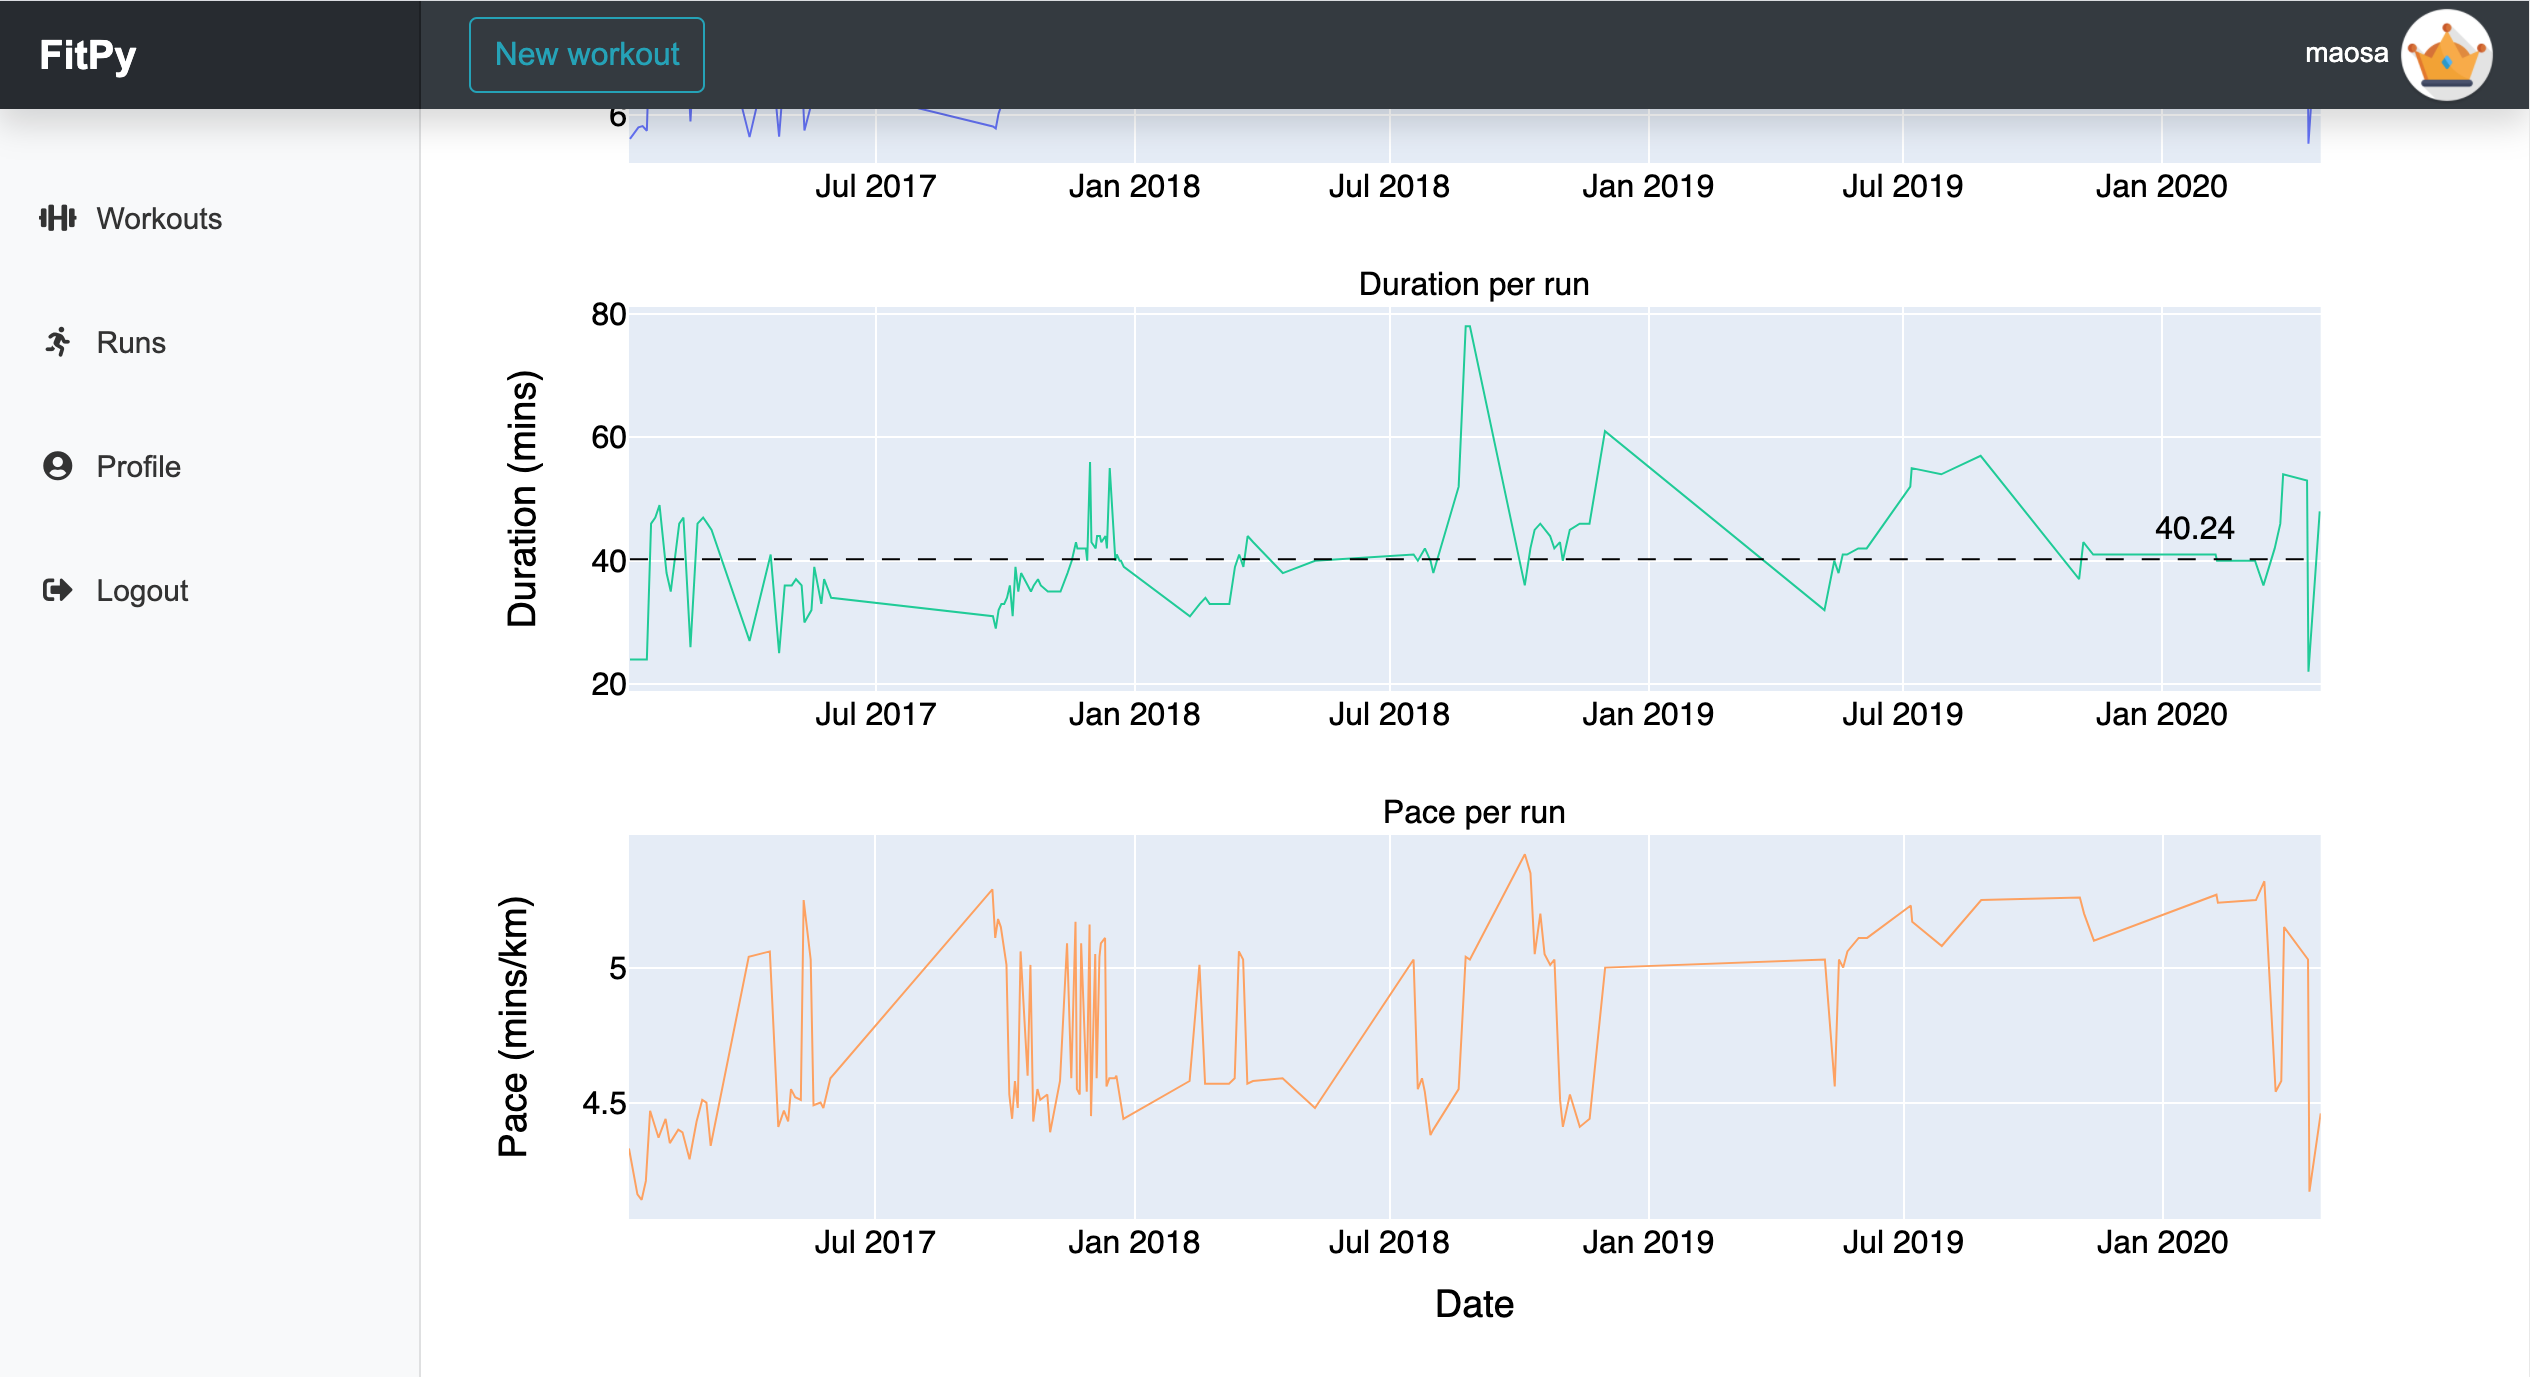 FitPy
New workout
maosa
Workouts
Runs
Profile
Logout
6
Jul 2017 Jan 2018 Jul 2018 Jan 2019 Jul 2019 Jan 2020
Duration per run
80
60
40
20
Duration (mins)
40.24
Jul 2017 Jan 2018 Jul 2018 Jan 2019 Jul 2019 Jan 2020
Pace per run
5
4.5
Pace (mins/km)
Jul 2017 Jan 2018 Jul 2018 Jan 2019 Jul 2019 Jan 2020
Date